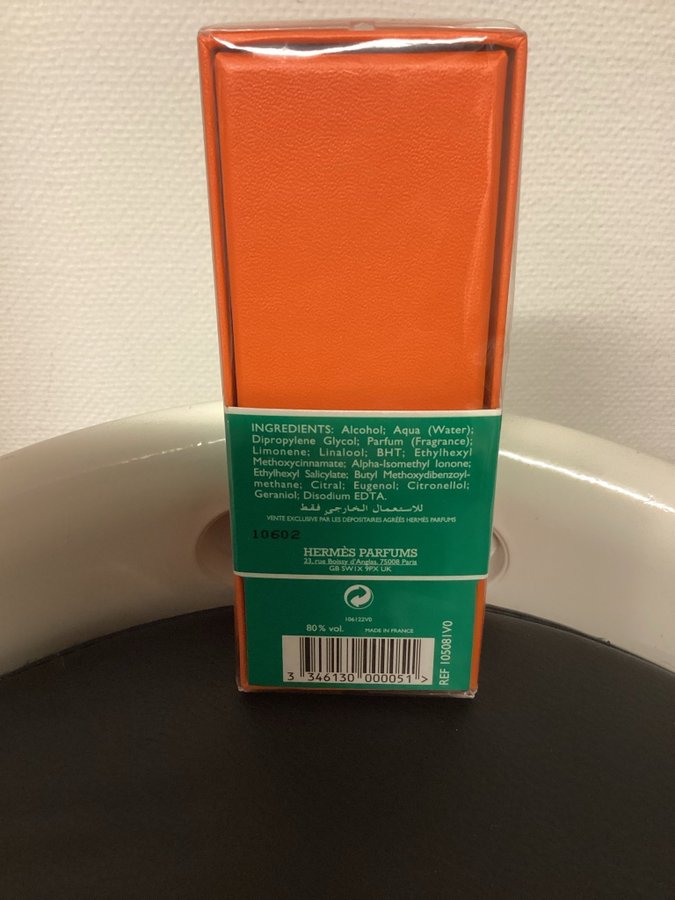 INGREDIENTS: Alcohol; Aqua (Water);
Dipropylene Glycol; Parfum (Fragrance);
Limonene; Linalool; BHT; Ethylhexyl
Methoxycinnamate; Alpha-Isomethyl Ionone;
Ethylhexyl Salicylate; Butyl Methoxydibenzoyl-
methane; Citral; Eugenol; Citronellol;
Geraniol; Disodium EDTA.
للاستعمال الخارجي فقط
VENTE EXCLUSIVE PAR LES DÉPOSITAIRES AGRÉÉS HERMÈS PARFUMS
10602
HERMÈS PARFUMS
23, rue Boissy d'Anglas, 75008 Paris
GB SW1X 9PX UK
106122V0
80% vol. MADE IN FRANCE
3 346130 000051 >
REF 105081V0